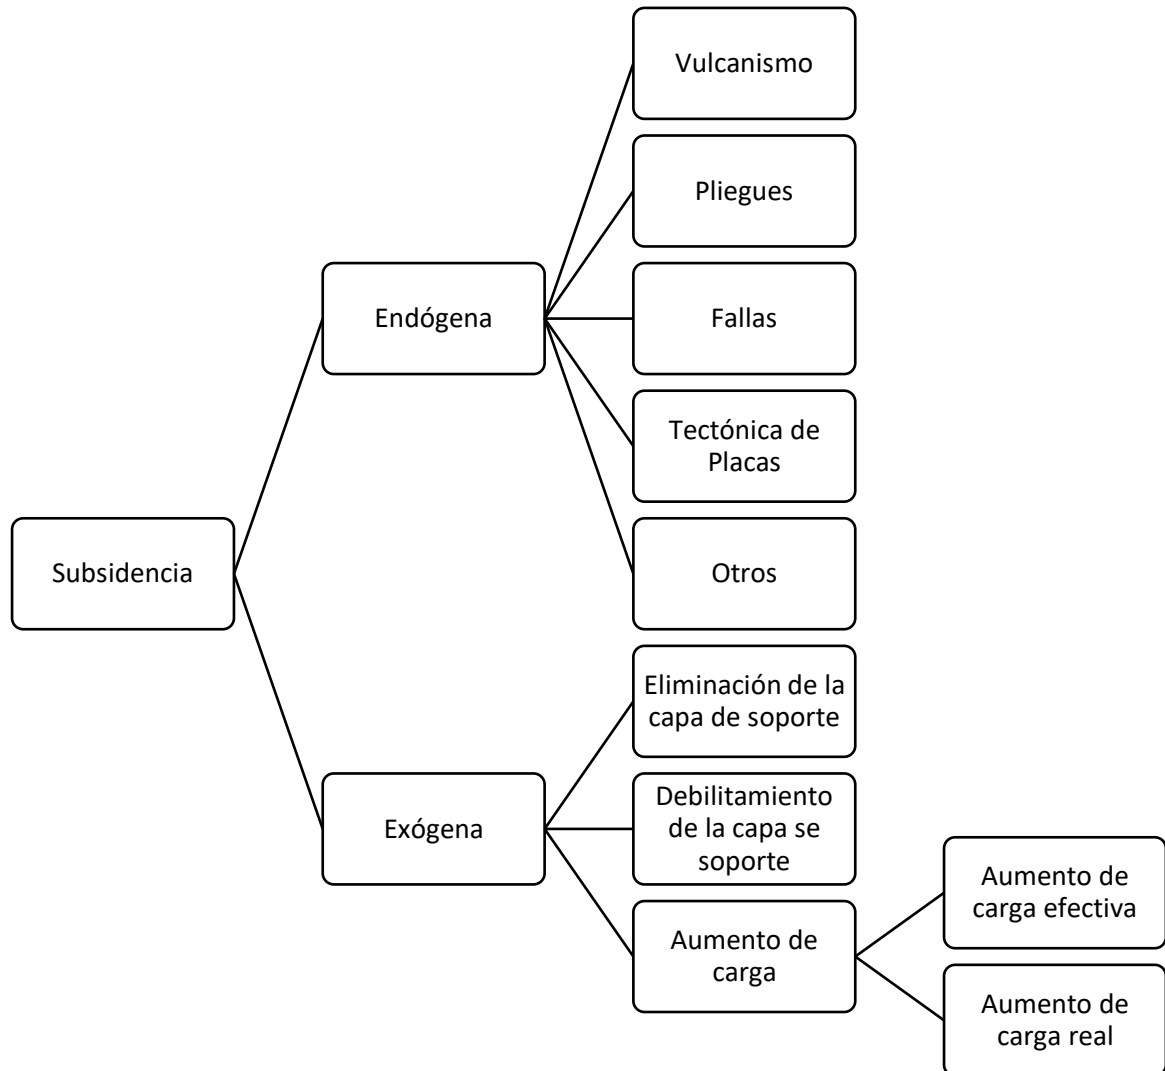 Vulcanismo
Pliegues
Endógena
Fallas
Tectónica de
Placas
Subsidencia
Otros
Eliminación de la
capa de soporte
Exógena
Debilitamiento
de la capa se
soporte
Aumento de
carga
Aumento de
carga efectiva
Aumento de
carga real